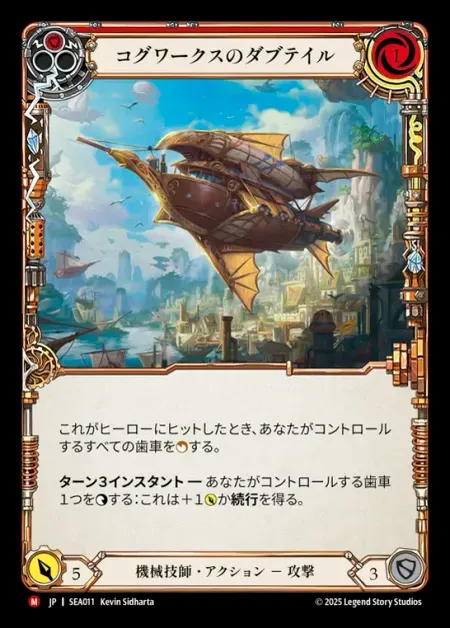 コグワークスのダブテイル
1
これがヒーローにヒットしたとき、あなたがコントロール
するすべての歯車をする。
ターン3インスタント ー あなたがコントロールする歯車
1つをする：これは＋1か続行を得る。
5
機械技師・アクション ー 攻撃
3
M JP | SEA011 Kevin Sidharta
© 2025 Legend Story Studios